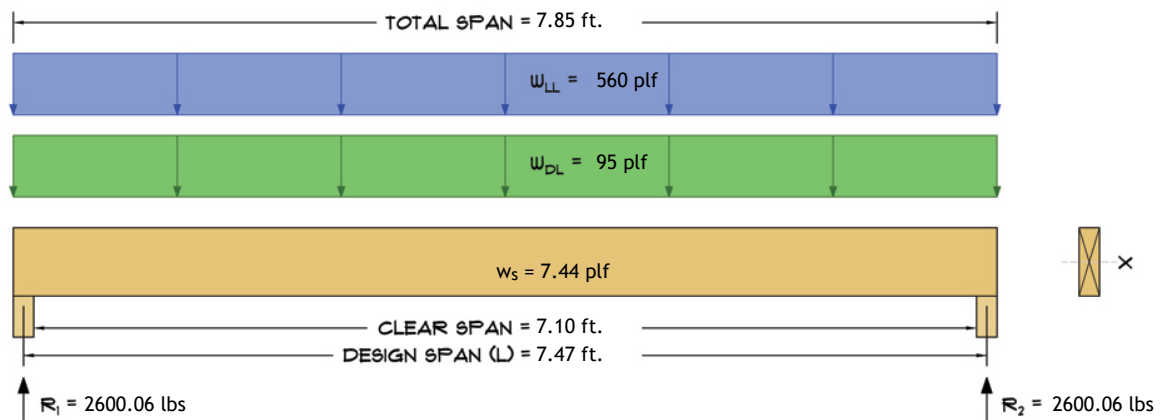 TOTAL SPAN = 7.85 ft.
wLL = 560 plf
wDL = 95 plf
ws = 7.44 plf
X
CLEAR SPAN = 7.10 ft.
DESIGN SPAN (L) = 7.47 ft.
R1 = 2600.06 lbs
R2 = 2600.06 lbs